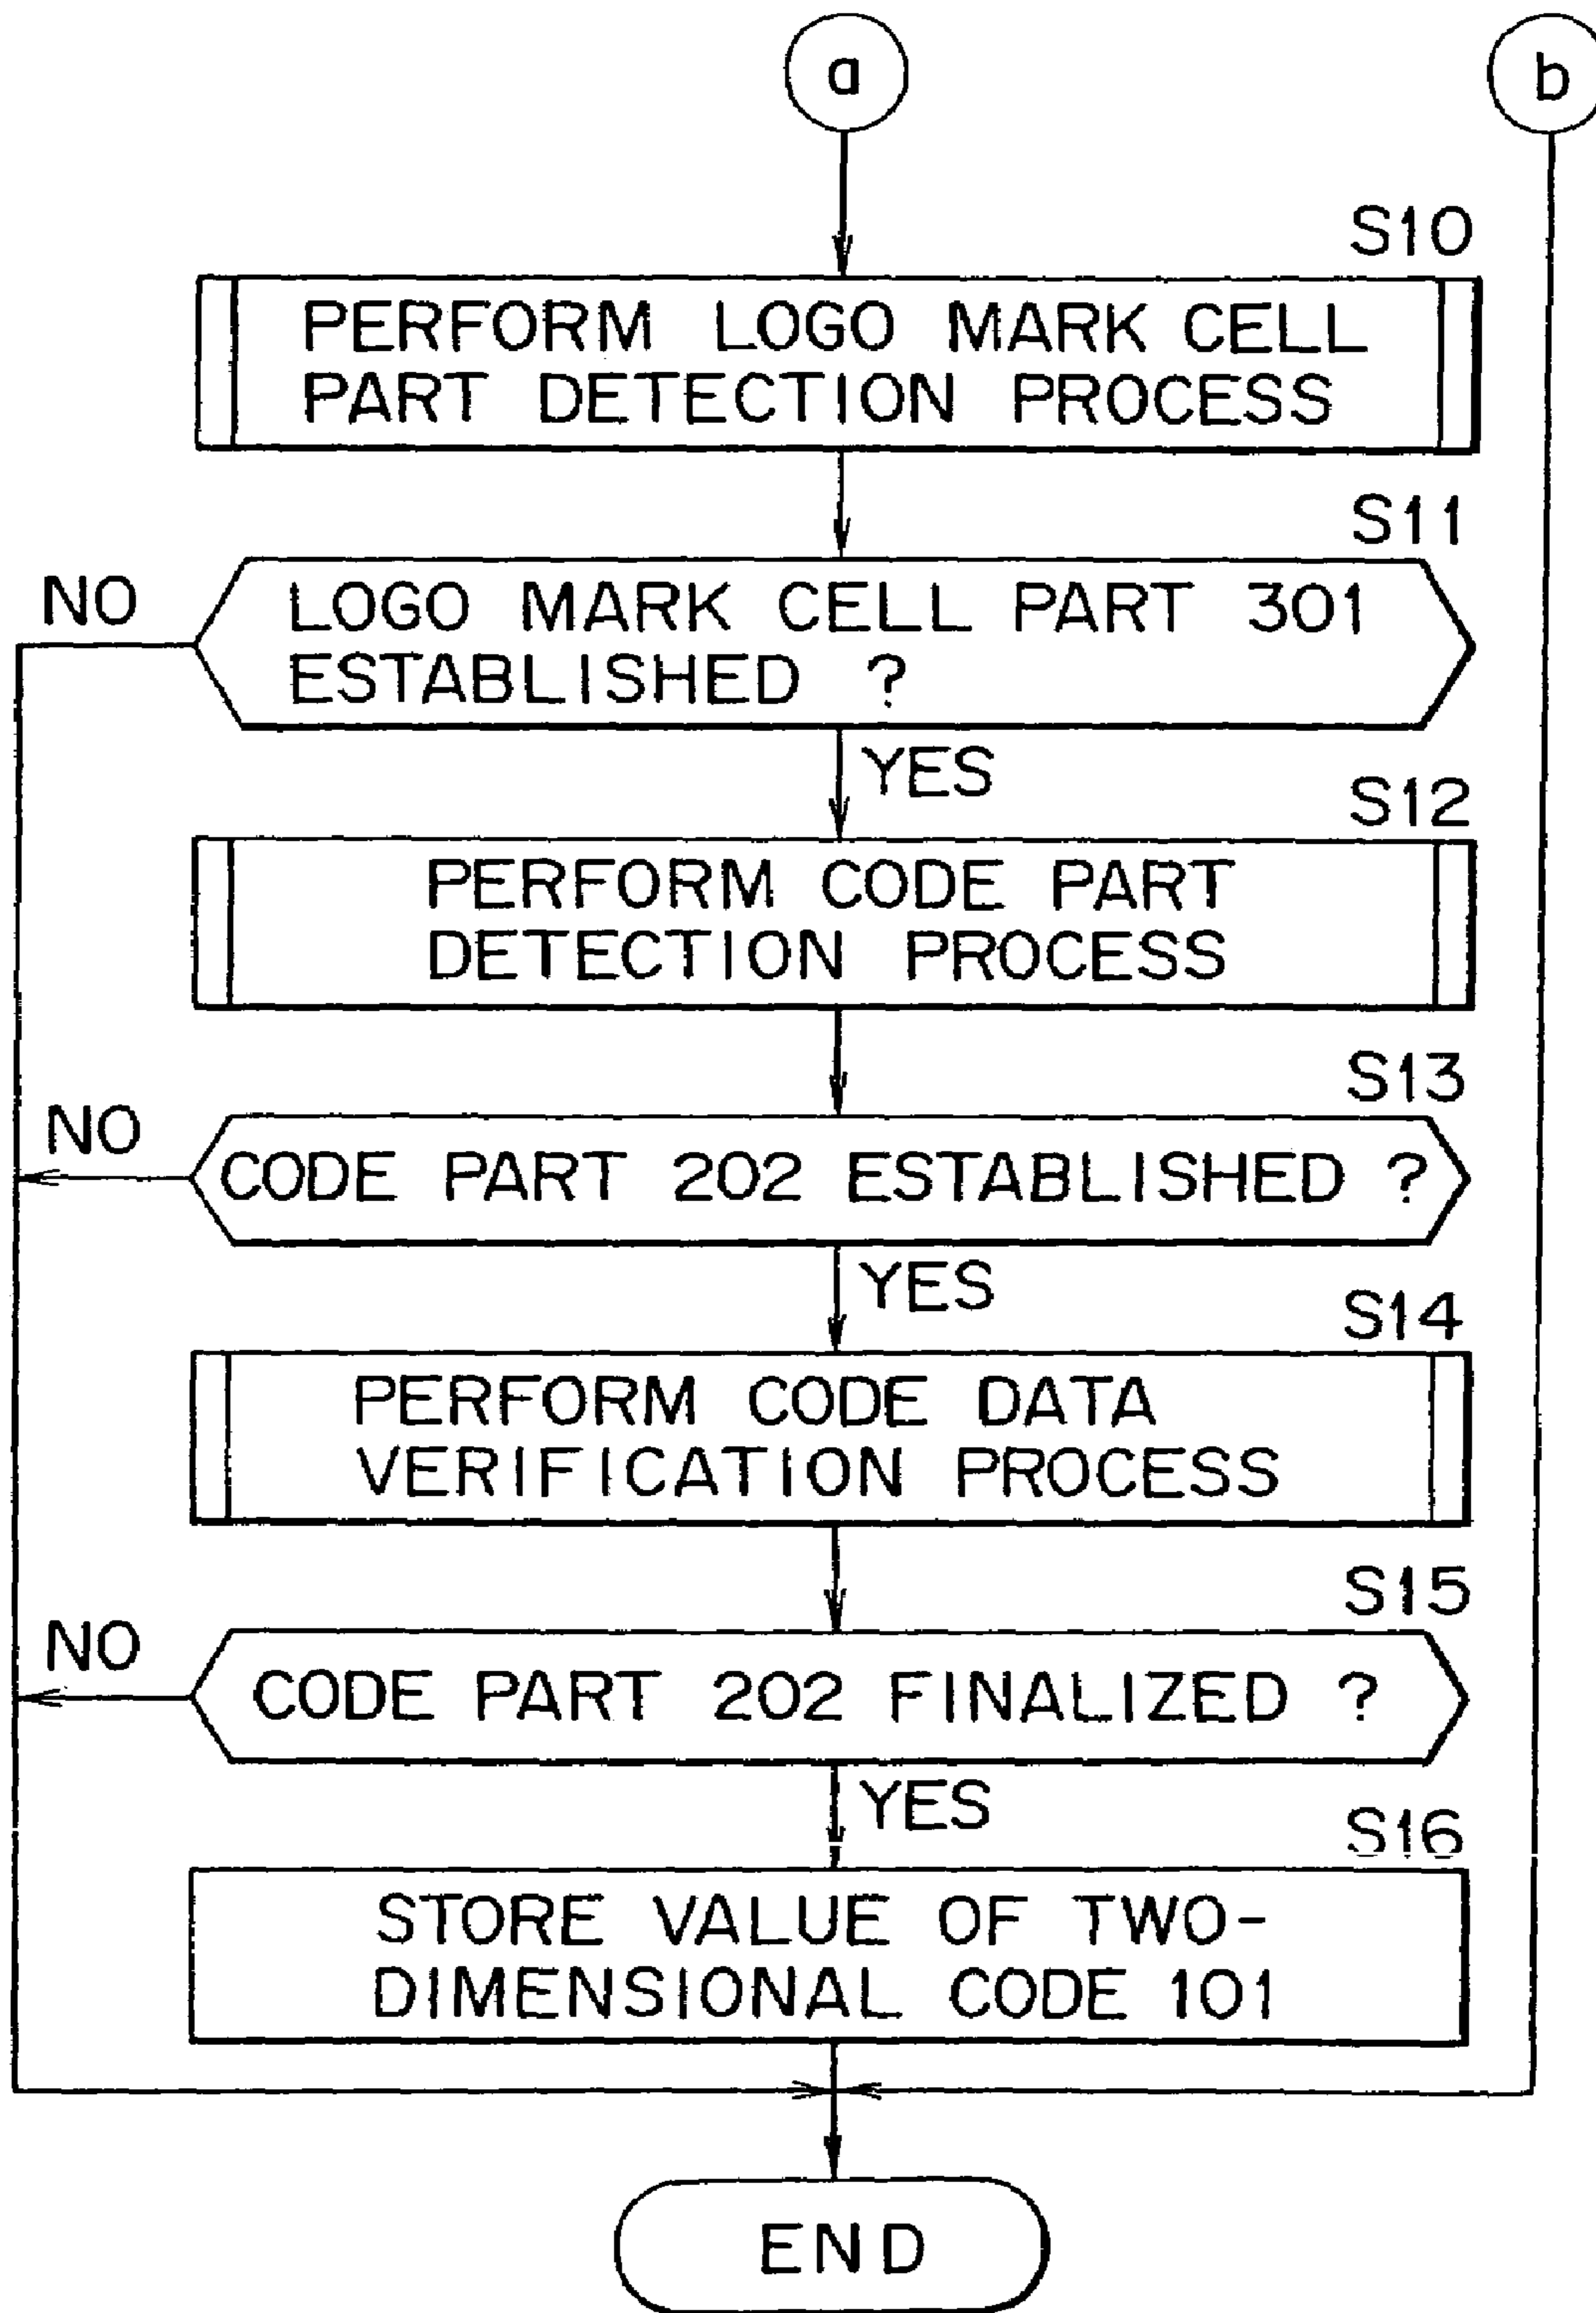 a
b
S10
PERFORM LOGO MARK CELL
PART DETECTION PROCESS
S11
NO
LOGO MARK CELL PART 301
ESTABLISHED ?
YES
S12
PERFORM CODE PART
DETECTION PROCESS
S13
NO
CODE PART 202 ESTABLISHED ?
YES
S14
PERFORM CODE DATA
VERIFICATION PROCESS
S15
NO
CODE PART 202 FINALIZED ?
YES
S16
STORE VALUE OF TWO-
DIMENSIONAL CODE 101
END